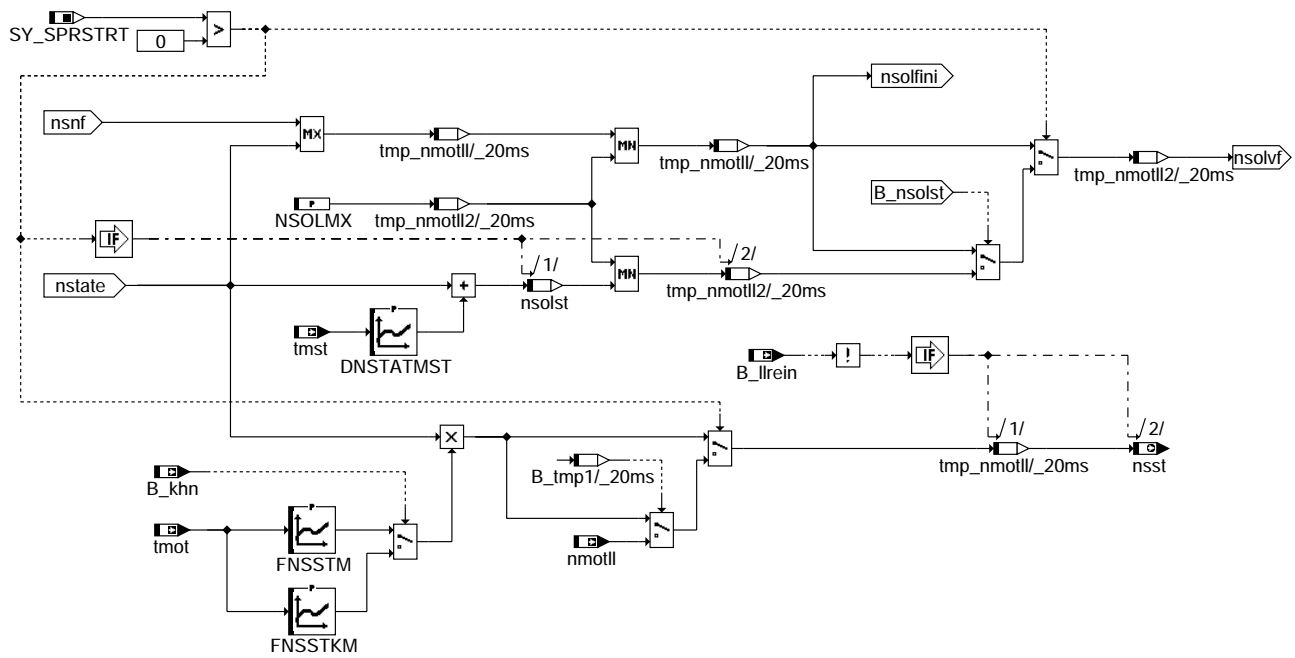 SY_SPRSTRT
0
>
nsolfini
nsnf
MX
tmp_nmotll/_20ms
MN
tmp_nmotll/_20ms
tmp_nmotll2/_20ms
nsolvf
B_nsolst
P
NSOLMX
tmp_nmotll2/_20ms
IF
/1/
/2/
nstate
+
nsolst
MN
tmp_nmotll2/_20ms
P
tmst
DNSTATMST
B_llrein
!
IF
X
/1/
/2/
tmp_nmotll/_20ms
nsst
B_tmp1/_20ms
B_khn
P
tmot
FNSSTM
nmotll
P
FNSSTKM